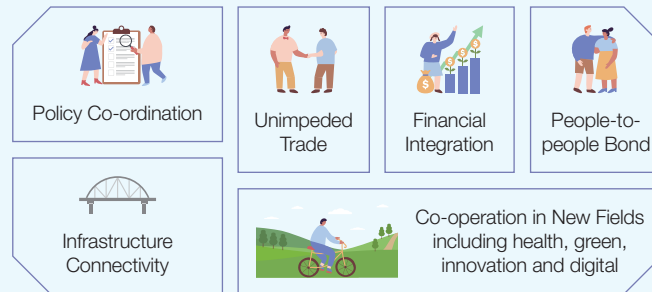 Policy Co-ordination
Unimpeded
Trade
Financial
Integration
People-to-
people Bond
Infrastructure
Connectivity
Co-operation in New Fields
including health, green,
innovation and digital